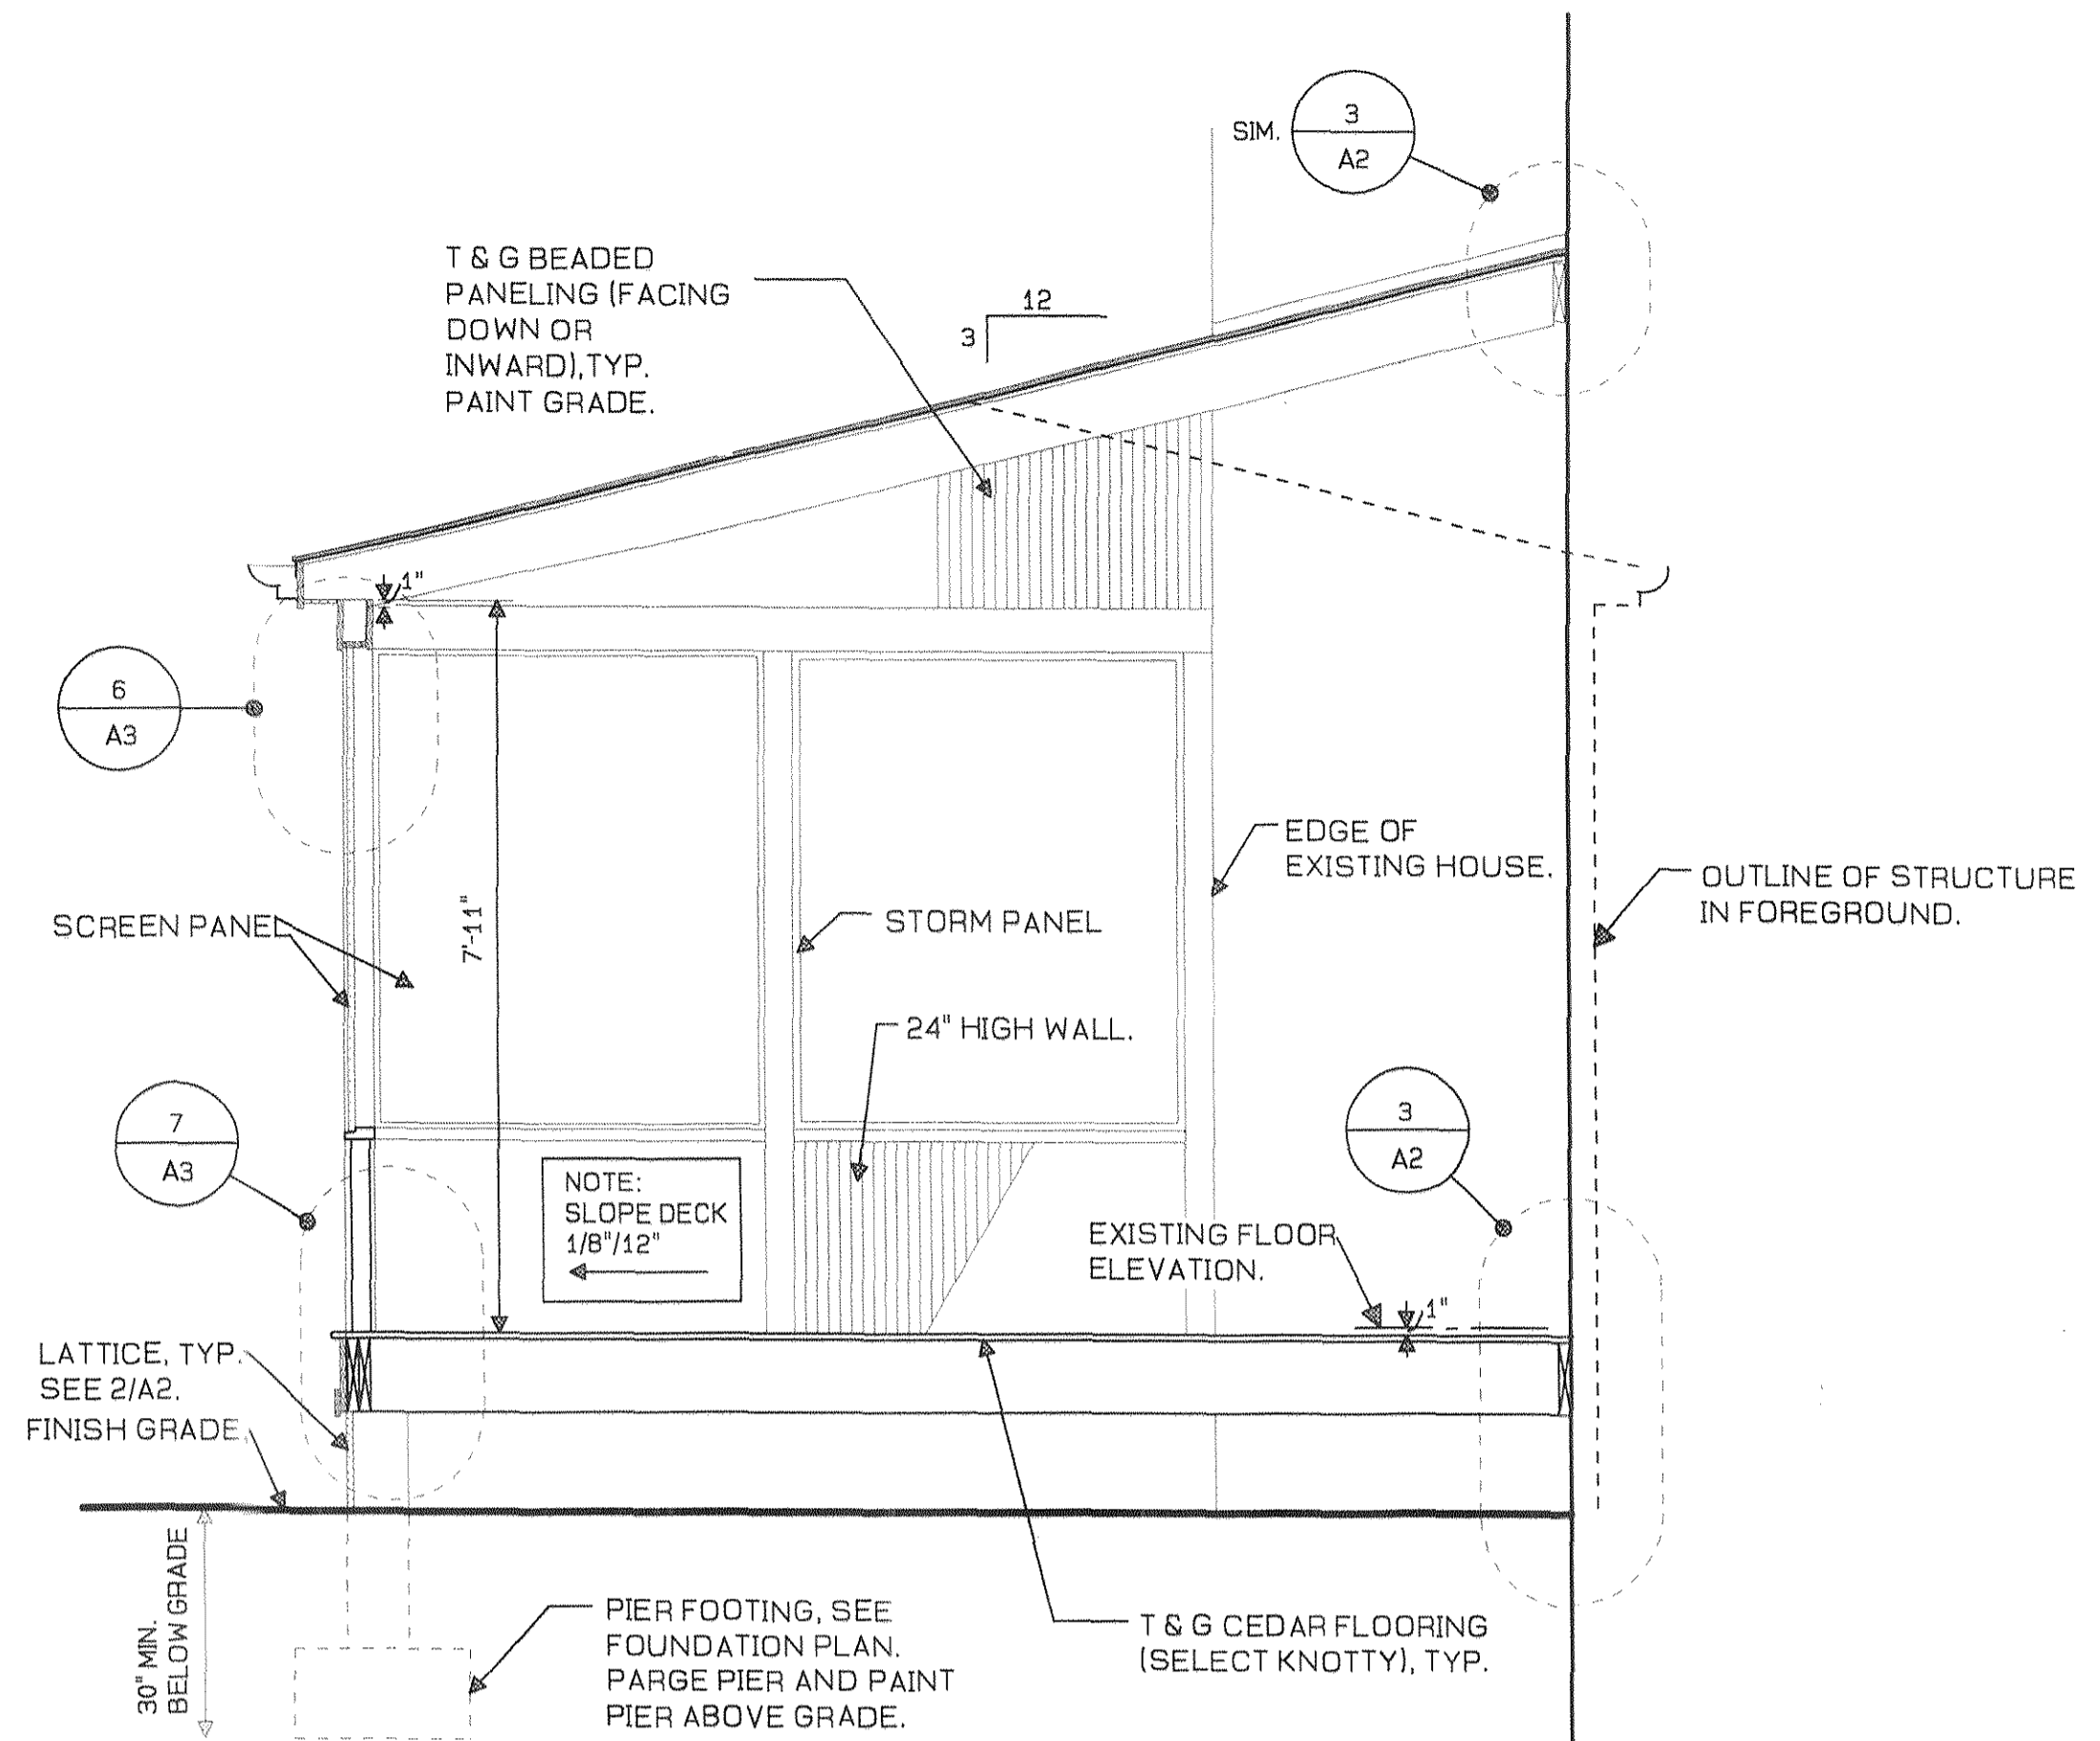 3
SIM.
A2
T & G BEADED
PANELING (FACING
DOWN OR
INWARD),TYP.
PAINT GRADE.
12
3
1"
6
A3
EDGE OF
EXISTING HOUSE.
OUTLINE OF STRUCTURE
IN FOREGROUND.
SCREEN PANEL
7'-11"
STORM PANEL
24" HIGH WALL.
7
A3
3
A2
NOTE:
SLOPE DECK
1/8"/12"
EXISTING FLOOR
ELEVATION.
1"
LATTICE, TYP.
SEE 2/A2.
FINISH GRADE
30" MIN.
BELOW GRADE
PIER FOOTING, SEE
FOUNDATION PLAN.
PARGE PIER AND PAINT
PIER ABOVE GRADE.
T & G CEDAR FLOORING
(SELECT KNOTTY), TYP.